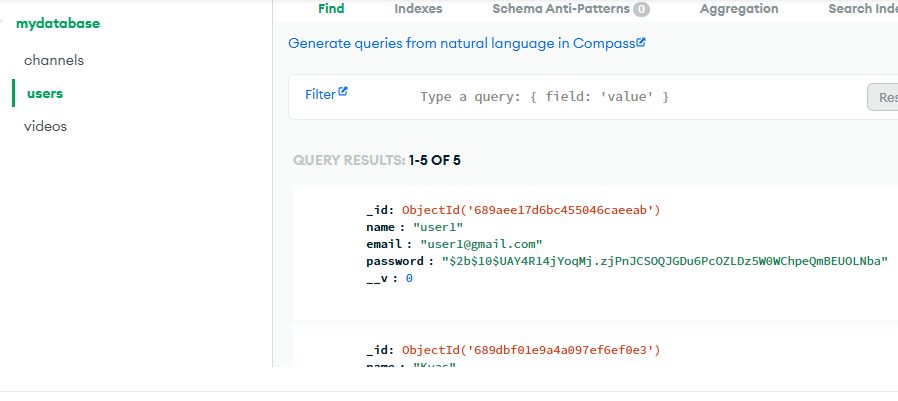 mydatabase
channels
users
videos
Find Indexes Schema Anti-Patterns 0 Aggregation Search Inde
Generate queries from natural language in Compass
Filter Type a query: { field: 'value' } Res
QUERY RESULTS: 1-5 OF 5
_id: ObjectId('689aee17d6bc455046caeeab')
name : "user1"
email : "user1@gmail.com"
password : "$2b$10$UAY4R14jYoqMj.zjPnJCSOQJGDu6PcOZLDz5W0WChpeQmBEUOLNba"
__v : 0
_id: ObjectId('689dbf01e9a4a097ef6ef0e3')
name : "Kyas"